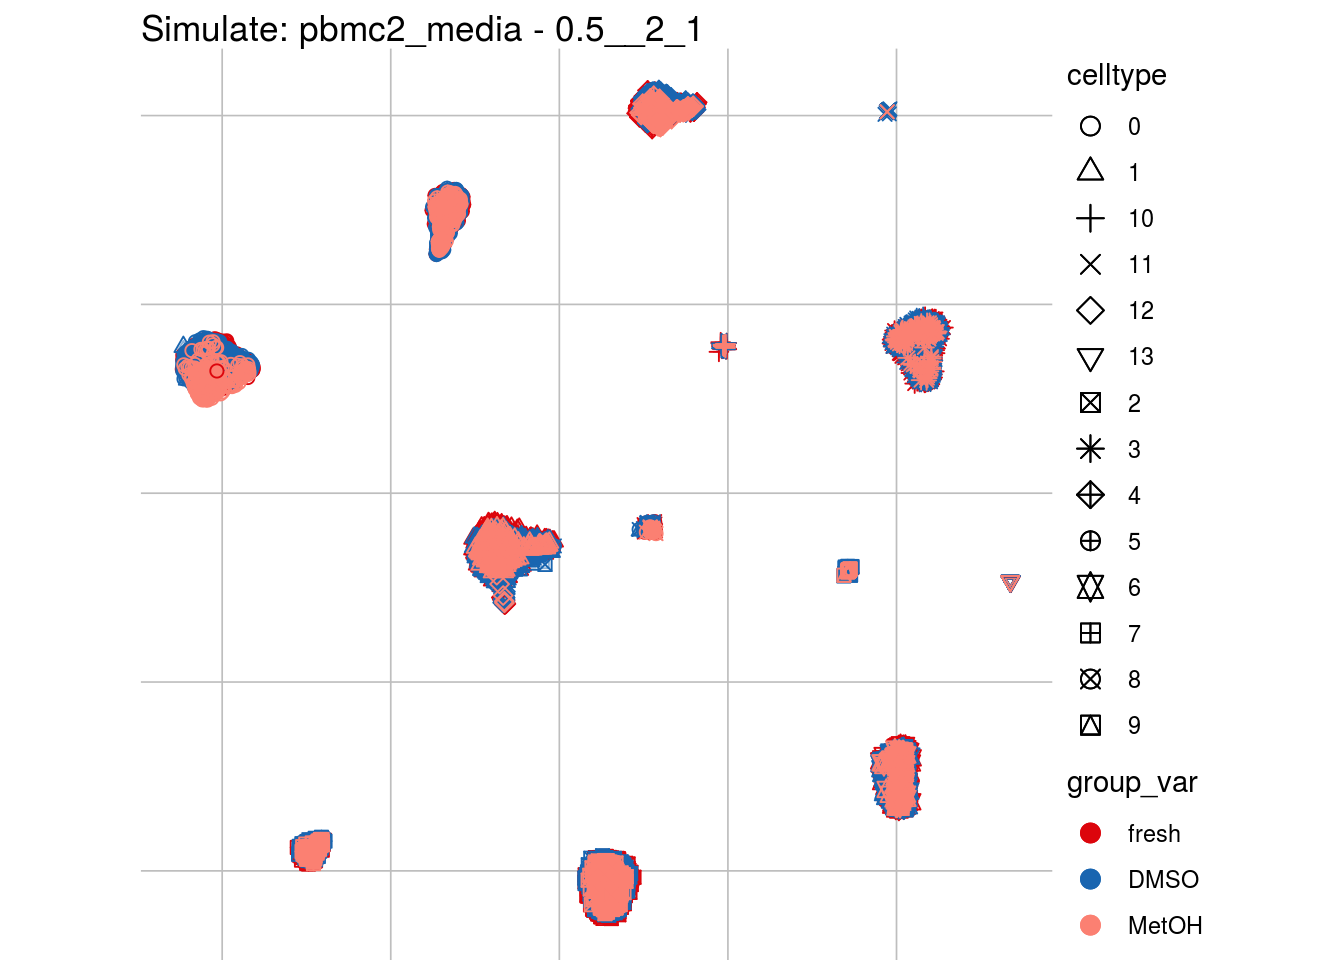 Simulate: pbmc2_media - 0.5__2_1
celltype
0
1
10
11
12
13
2
3
4
5
6
7
8
9
group_var
fresh
DMSO
MetOH